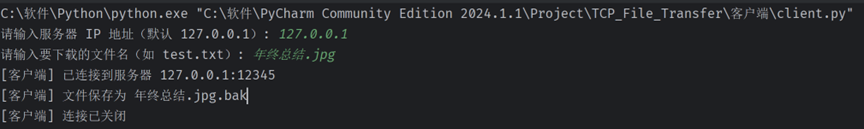 C:\软件\Python\python.exe "C:\软件\PyCharm Community Edition 2024.1.1\Project\TCP_File_Transfer\客户端\client.py"
请输入服务器 IP 地址（默认 127.0.0.1）: 127.0.0.1
请输入要下载的文件名（如 test.txt）: 年终总结.jpg
[客户端] 已连接到服务器 127.0.0.1:12345
[客户端] 文件保存为 年终总结.jpg.bak
[客户端] 连接已关闭